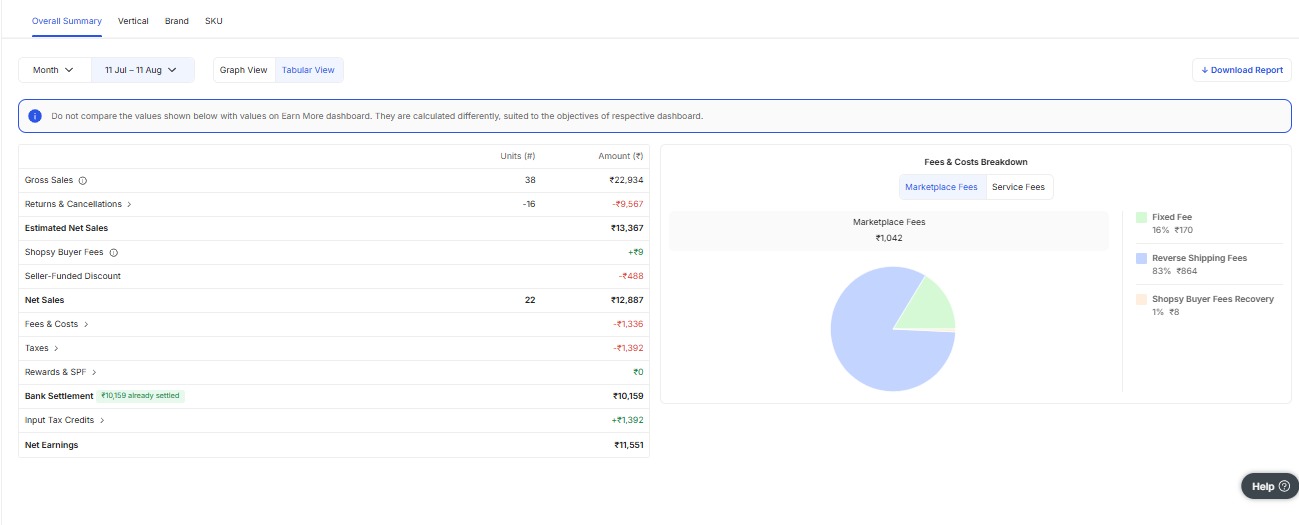 Overall Summary Vertical Brand SKU
Month 11 Jul – 11 Aug Graph View Tabular View ↓ Download Report
Do not compare the values shown below with values on Earn More dashboard. They are calculated differently, suited to the objectives of respective dashboard.
Units (#) Amount (₹)
Gross Sales 38 ₹22,934
Returns & Cancellations > -16 -₹9,567
Estimated Net Sales ₹13,367
Shopsy Buyer Fees +₹9
Seller-Funded Discount -₹488
Net Sales 22 ₹12,887
Fees & Costs > -₹1,336
Taxes > -₹1,392
Rewards & SPF > ₹0
Bank Settlement ₹10,159 already settled ₹10,159
Input Tax Credits > +₹1,392
Net Earnings ₹11,551
Fees & Costs Breakdown
Marketplace Fees Service Fees
Marketplace Fees
₹1,042
Fixed Fee
16% ₹170
Reverse Shipping Fees
83% ₹864
Shopsy Buyer Fees Recovery
1% ₹8
Help